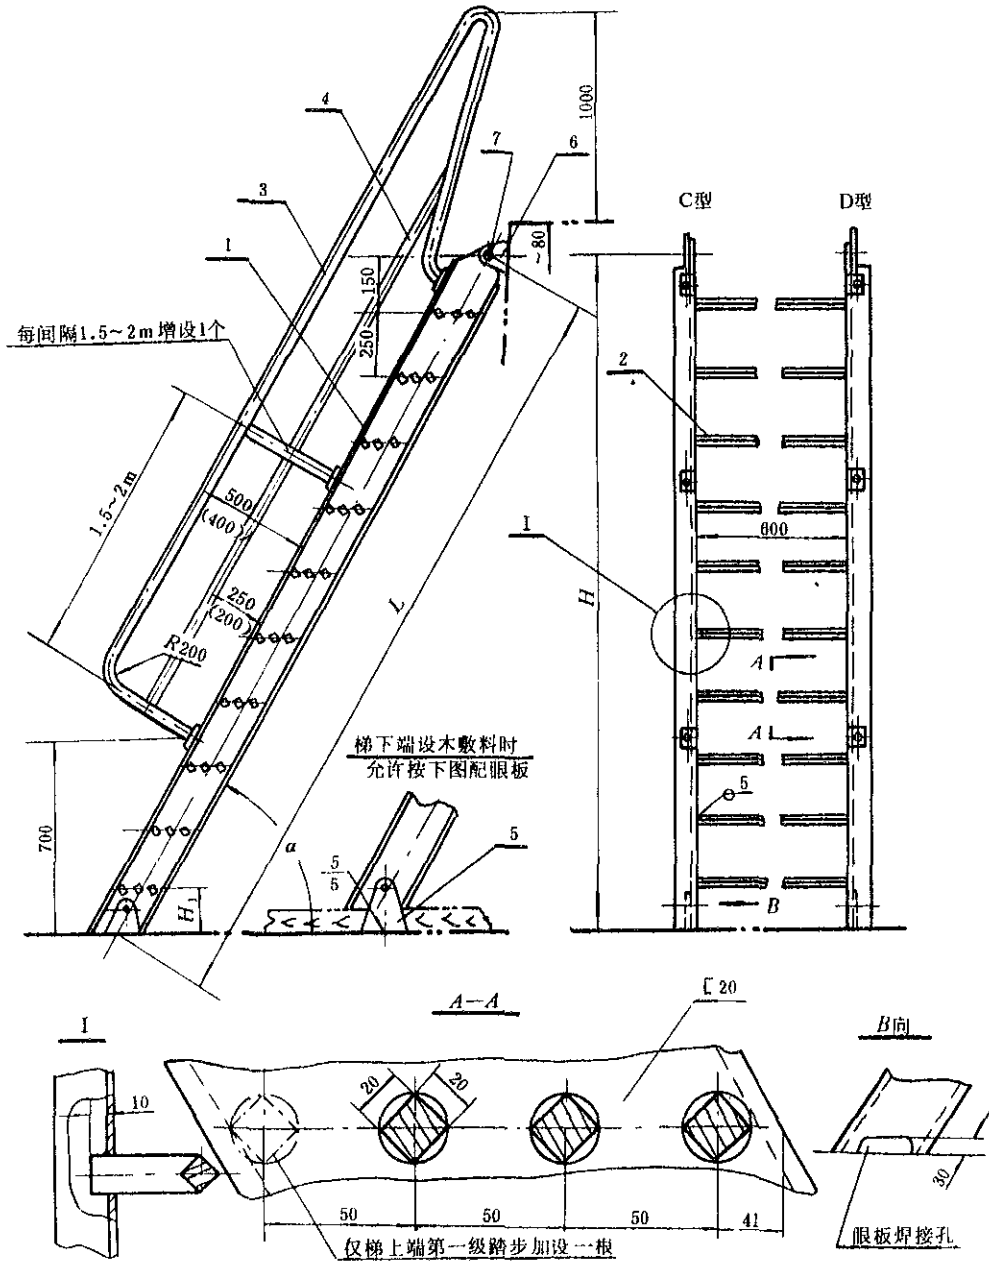 4
1000
7
6
C型
D型
3
1
~80
150
250
每间隔1.5~2m增设1个
2
1.5~2m
500
(400)
600
I
L
H
250
(200)
R200
A
A
梯下端设木敷料时
允许按下图配眼板
5
700
α
5
5
5
H₁
B
A—A
[ 20
I
B向
20
20
10
30
50
50
50
41
仅梯上端第一级踏步加设一根
眼板焊接孔